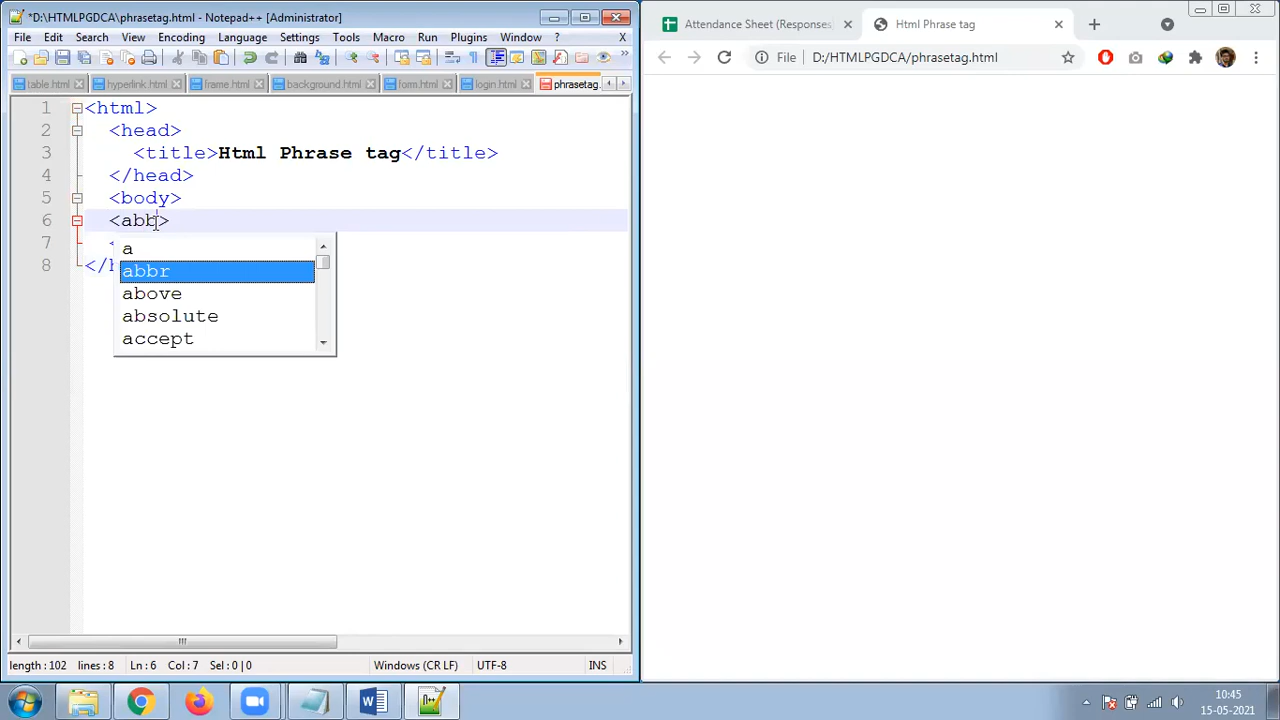 *D:\HTMLPGDCA\phrasetag.html - Notepad++ [Administrator]
File Edit Search View Encoding Language Settings Tools Macro Run Plugins Window ? X
table.html hyperlink.html frame.html background.html form.html login.html phrasetag.
1 <html>
2 <head>
3 <title>Html Phrase tag</title>
4 </head>
5 <body>
6 <abb>
7 <
8 </h
a
abbr
above
absolute
accept
length : 102 lines : 8 Ln : 6 Col : 7 Sel : 0 | 0 Windows (CR LF) UTF-8 INS
Attendance Sheet (Responses) Html Phrase tag
File D:/HTMLPGDCA/phrasetag.html
10:45
15-05-2021